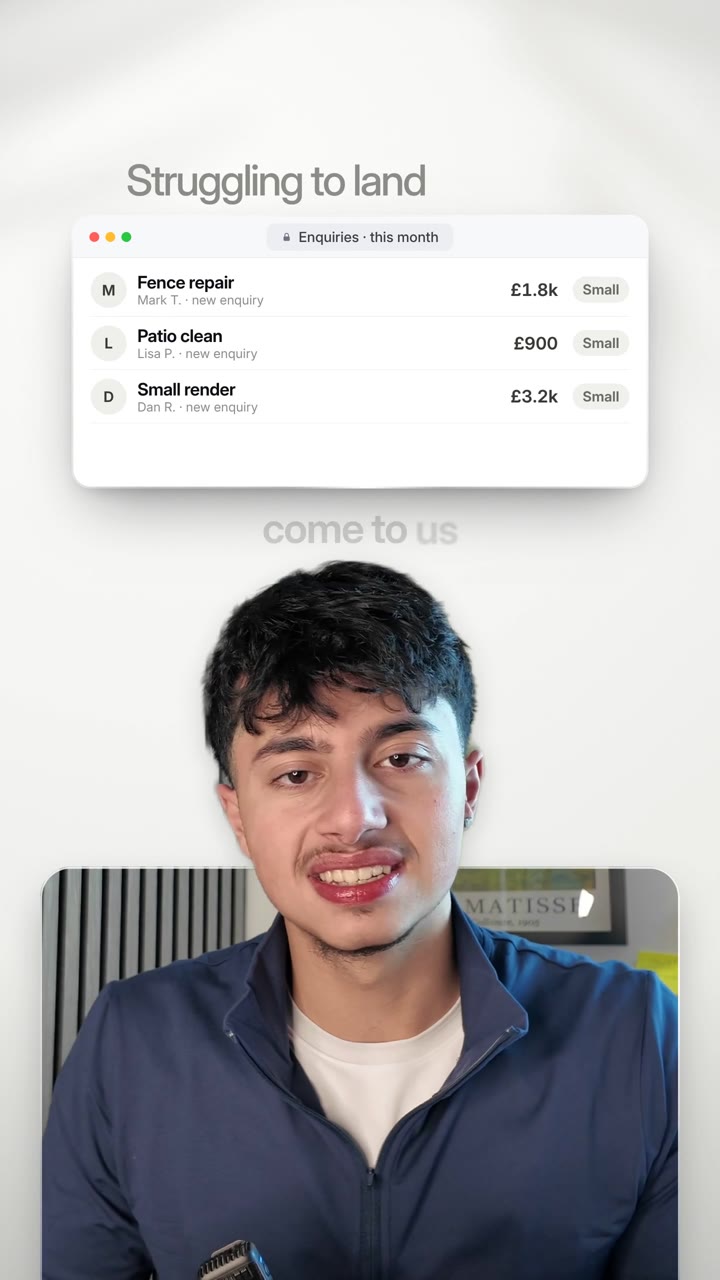 Struggling to land
Enquiries · this month
M
Fence repair
Mark T. · new enquiry
£1.8k
Small
L
Patio clean
Lisa P. · new enquiry
£900
Small
D
Small render
Dan R. · new enquiry
£3.2k
Small
come to us
MATISSE